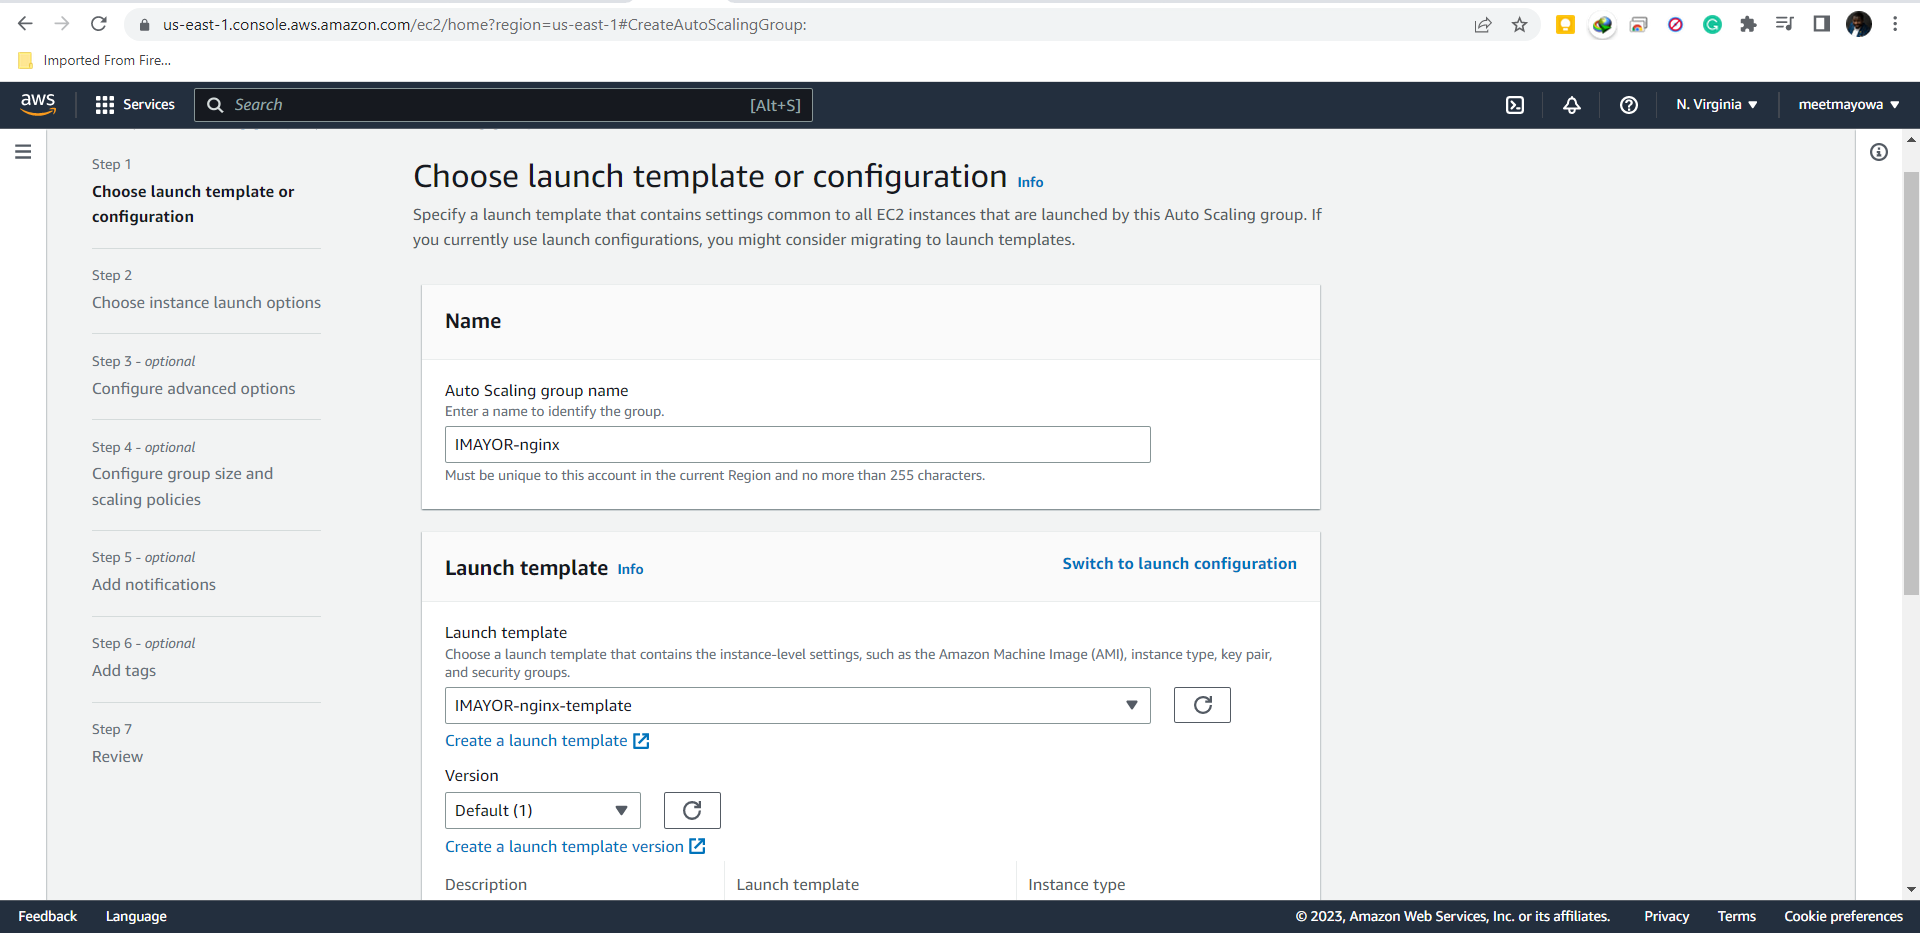 us-east-1.console.aws.amazon.com/ec2/home?region=us-east-1#CreateAutoScalingGroup:
Imported From Fire...
aws
Services
Search
[Alt+S]
N. Virginia
meetmayowa
Step 1
Choose launch template or
configuration
Step 2
Choose instance launch options
Step 3 - optional
Configure advanced options
Step 4 - optional
Configure group size and
scaling policies
Step 5 - optional
Add notifications
Step 6 - optional
Add tags
Step 7
Review
Choose launch template or configuration Info
Specify a launch template that contains settings common to all EC2 instances that are launched by this Auto Scaling group. If
you currently use launch configurations, you might consider migrating to launch templates.
Name
Auto Scaling group name
Enter a name to identify the group.
IMAYOR-nginx
Must be unique to this account in the current Region and no more than 255 characters.
Launch template Info
Switch to launch configuration
Launch template
Choose a launch template that contains the instance-level settings, such as the Amazon Machine Image (AMI), instance type, key pair,
and security groups.
IMAYOR-nginx-template
Create a launch template
Version
Default (1)
Create a launch template version
Description
Launch template
Instance type
Feedback
Language
© 2023, Amazon Web Services, Inc. or its affiliates.
Privacy
Terms
Cookie preferences